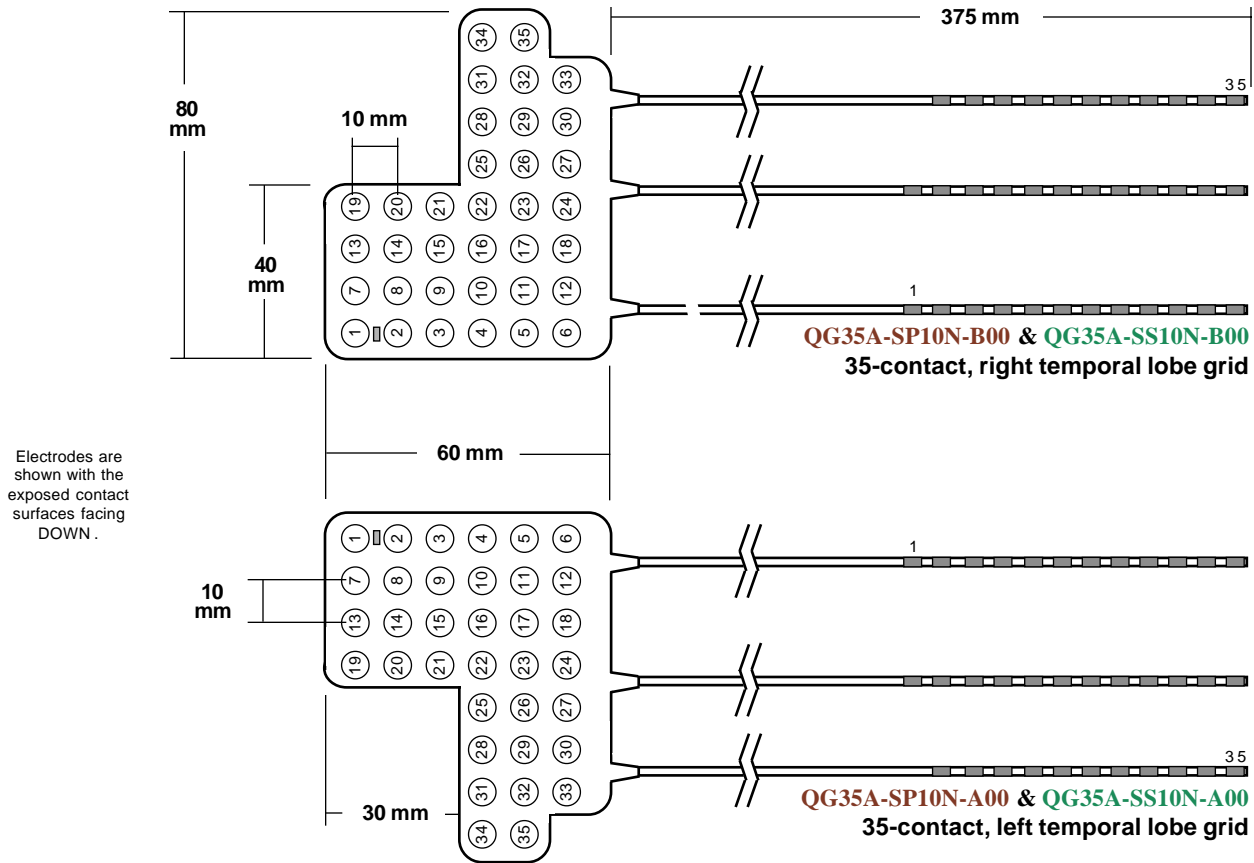 375 mm
34 35
31 32 33
3 5
80
mm
10 mm
28 29 30
25 26 27
19 20 21 22 23 24
13 14 15 16 17 18
40
mm
7 8 9 10 11 12
1
1 2 3 4 5 6
QG35A-SP10N-B00 & QG35A-SS10N-B00
35-contact, right temporal lobe grid
60 mm
Electrodes are
shown with the
exposed contact
surfaces facing
DOWN .
1 2 3 4 5 6
1
7 8 9 10 11 12
10
mm
13 14 15 16 17 18
19 20 21 22 23 24
25 26 27
28 29 30
3 5
31 32 33
30 mm
34 35
QG35A-SP10N-A00 & QG35A-SS10N-A00
35-contact, left temporal lobe grid